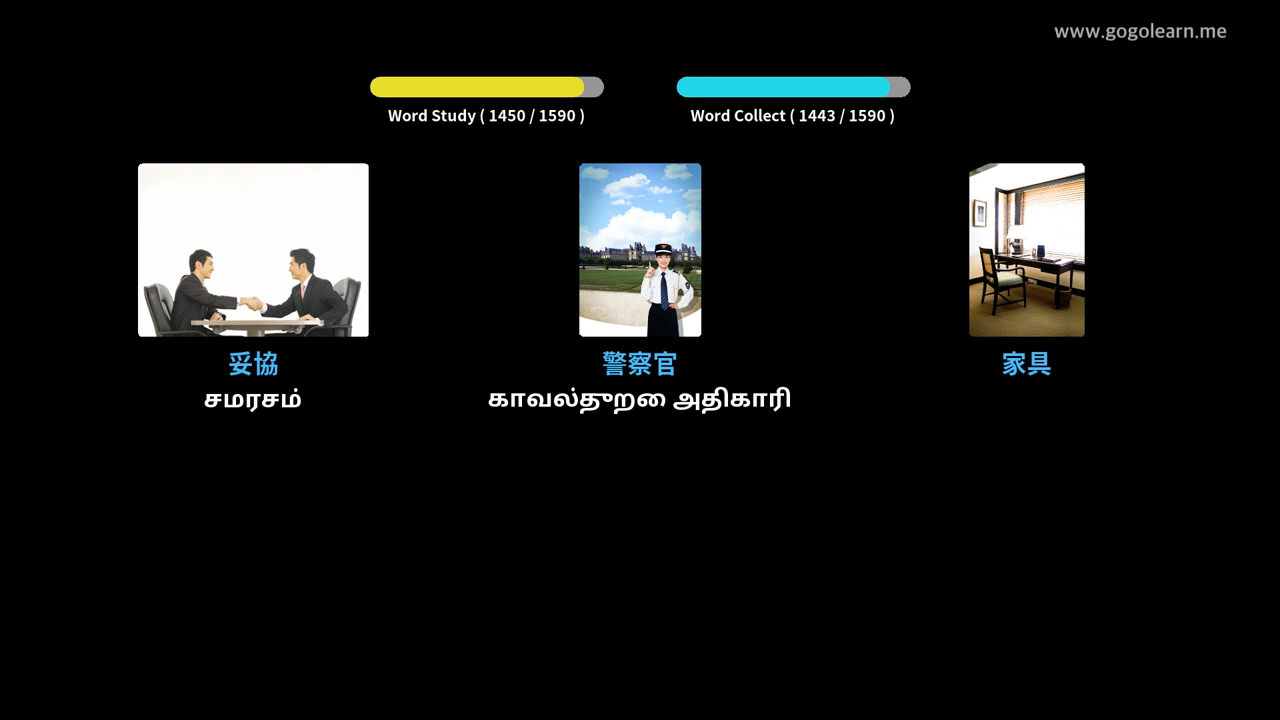 www.gogolearn.me
Word Study ( 1450 / 1590 )
Word Collect ( 1443 / 1590 )
妥協
警察官
家具
சமரசம்
காவல்துறை அதிகாரி